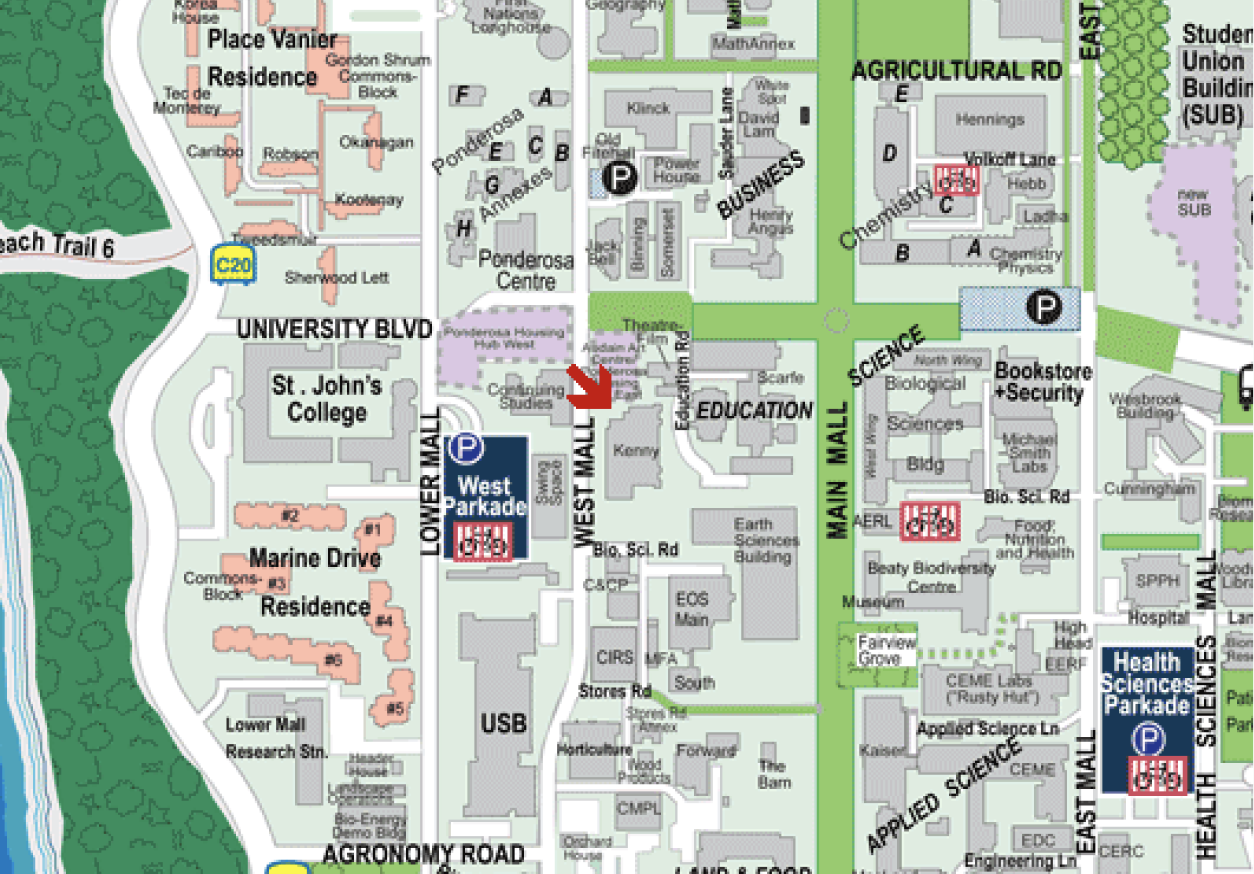 Korea
House
Place Vanier
Residence
Gordon Shrum
Commons-
Block
Tec de
Monterey
Okanagan
Cariboo
Robson
Kootenay
Tweedsmuir
Sherwood Lett
First
Nations
Longhouse
Geography
MathAnnex
EAST
Studen
Union
Buildin
(SUB)
AGRICULTURAL RD
F
A
Ponderosa
E
C
B
G
Annexes
H
Ponderosa
Centre
Klinck
Old
Firehall
P
Power
House
Sauder Lane
White
Spot
David
Lam
BUSINESS
Henry
Angus
Jack
Bell
Binning
Somerset
E
Hennings
D
Volkoff Lane
Chemistry
C
Hebb
Ladha
B
A
Chemistry
Physics
new
SUB
each Trail 6
C20
UNIVERSITY BLVD
Ponderosa Housing
Hub West
Theatre-
Film
Education Rd
P
St . John's
College
Continuing
Studies
Scarfe
EDUCATION
SCIENCE
North Wing
Biological
Sciences
Bldg
West Wing
Bookstore
+Security
Michael
Smith
Labs
Wesbrook
Building
Cunningham
LOWER MALL
P
West
Parkade
Swing
Space
WEST MALL
Kenny
MAIN MALL
Bio. Sci. Rd
AERL
Food,
Nutrition
and Health
#2
#1
Marine Drive
Commons-
Block
#3
Residence
#4
#6
#5
Bio. Sci. Rd
Earth
Sciences
Building
C&CP
EOS
Main
CIRS
MFA
South
Stores Rd
Beaty Biodiversity
Centre
Museum
Fairview
Grove
SPPH
Hospital
High
Head
EERF
CEME Labs
("Rusty Hut")
Health
Sciences
Parkade
P
HEALTH SCIENCES MALL
Lower Mall
Research Stn.
USB
Header
House
Landscape
Operations
Bio-Energy
Demo Bldg
Stores Rd.
Annex
Horticulture
Wood
Products
Forward
The
Barn
CMPL
Orchard
House
Kaiser
Applied Science Ln
CEME
APPLIED SCIENCE
EAST MALL
EDC
Engineering Ln
CERC
AGRONOMY ROAD
LAND & FOOD